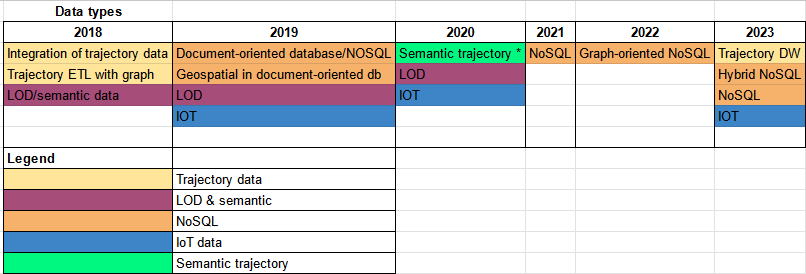 Data types
2018 2019 2020 2021 2022 2023
Integration of trajectory data Document-oriented database/NOSQL Semantic trajectory * NoSQL Graph-oriented NoSQL Trajectory DW
Trajectory ETL with graph Geospatial in document-oriented db LOD Hybrid NoSQL
LOD/semantic data LOD IOT NoSQL
IOT IOT
Legend
Trajectory data
LOD & semantic
NoSQL
IoT data
Semantic trajectory